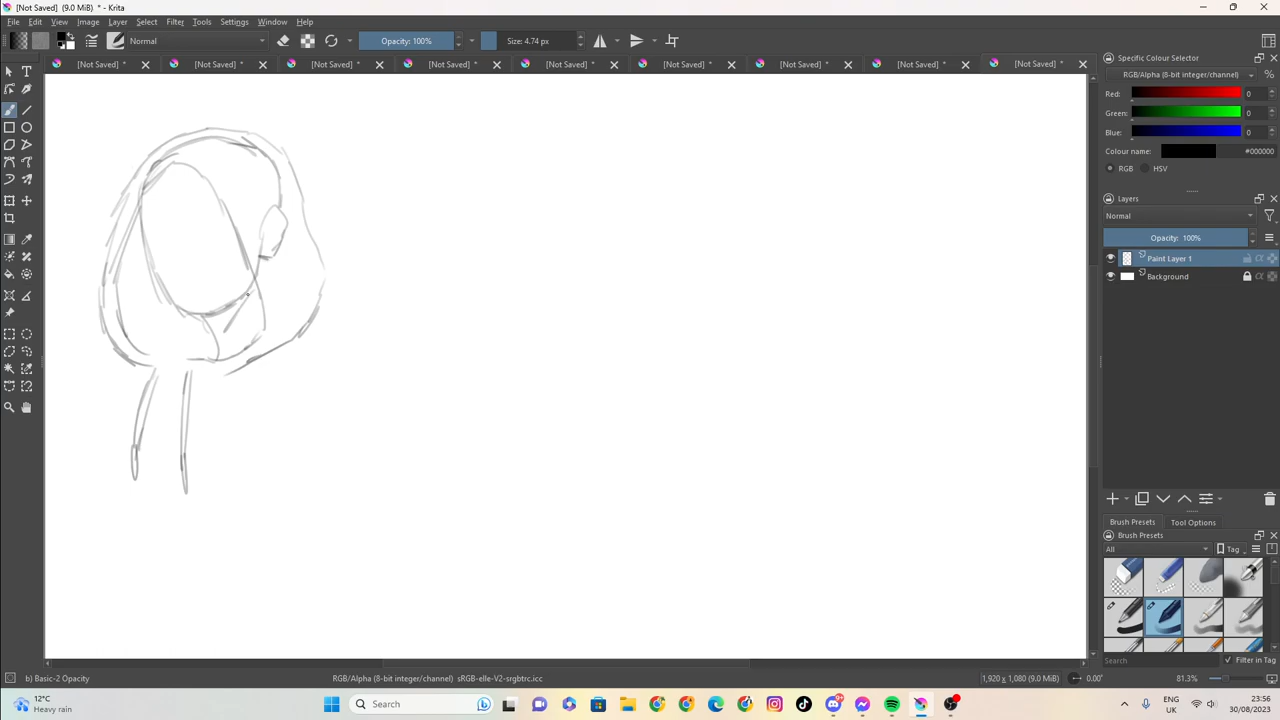 [Not Saved] (9.0 MiB) * - Krita
File Edit View Image Layer Select Filter Tools Settings Window Help
Normal Opacity: 100% Size: 4.74 px
[Not Saved] * [Not Saved] * [Not Saved] * [Not Saved] * [Not Saved] * [Not Saved] * [Not Saved] * [Not Saved] * [Not Saved] *
Specific Colour Selector
RGB/Alpha (8-bit integer/channel) %
Red: 0
Green: 0
Blue: 0
Colour name: #000000
RGB HSV
Layers
Normal
Opacity: 100%
Paint Layer 1
Background
Brush Presets Tool Options
Brush Presets
All Tag
Search Filter in Tag
b) Basic-2 Opacity RGB/Alpha (8-bit integer/channel) sRGB-elle-V2-srgbtrc.icc 1,920 x 1,080 (9.0 MiB) 0.00° 81.3%
12°C
Heavy rain
Search
9+
ENG
UK
23:56
30/08/2023